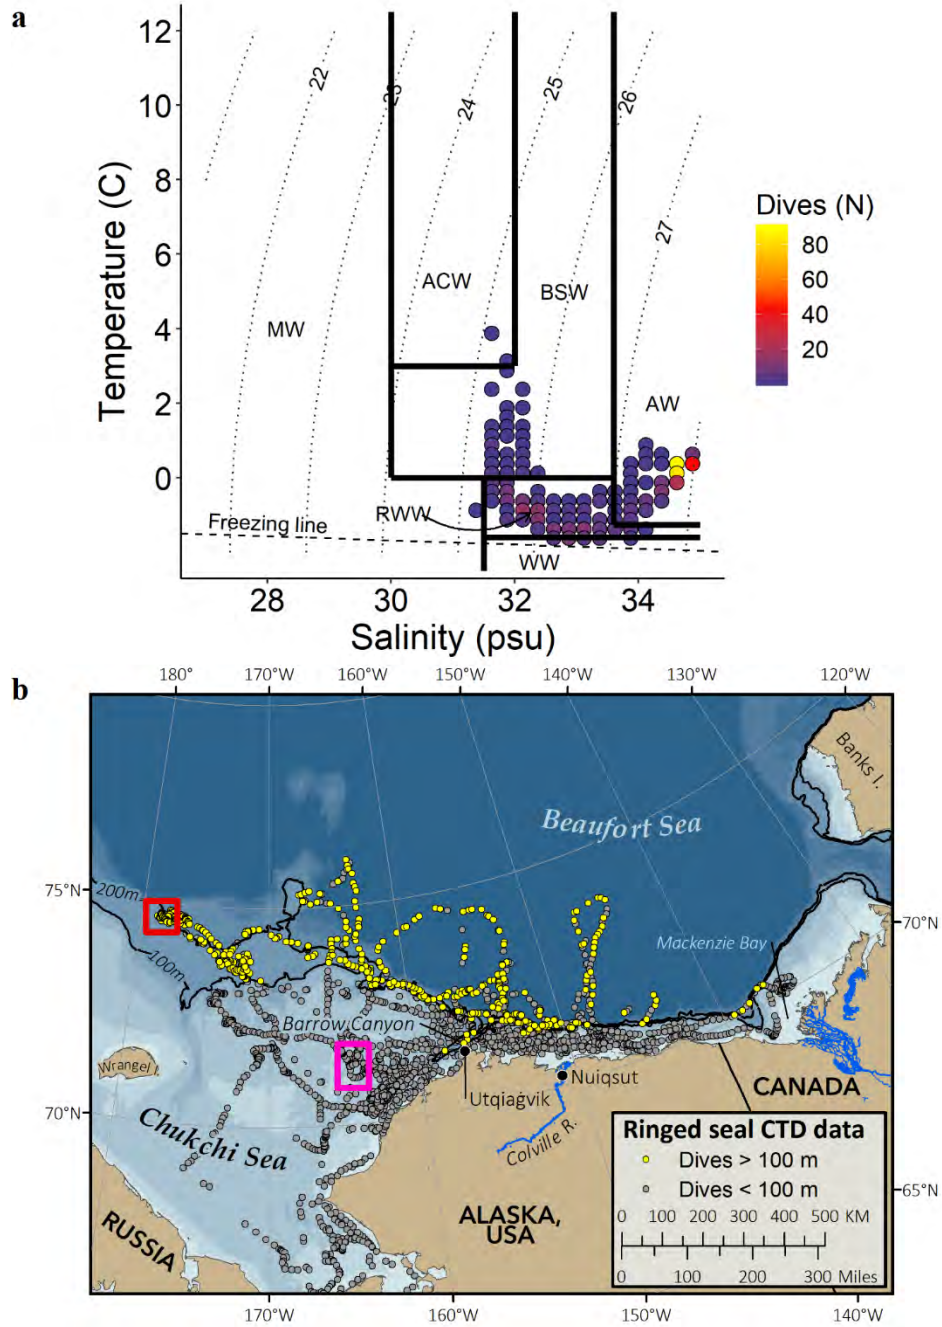 a
12
10
8
6
4
2
0
Temperature (C)
22
23
24
25
26
27
MW
ACW
BSW
AW
RWW
WW
Freezing line
28
30
32
34
Salinity (psu)
Dives (N)
80
60
40
20
b
180°
170°W
160°W
150°W
140°W
130°W
120°W
75°N
70°N
200m
100m
Beaufort Sea
Banks I.
70°N
65°N
Mackenzie Bay
Barrow Canyon
Wrangel I.
Utqiaġvik
Nuiqsut
Colville R.
Chukchi Sea
CANADA
ALASKA,
USA
RUSSIA
Ringed seal CTD data
Dives > 100 m
Dives < 100 m
0 100 200 300 400 500 KM
0 100 200 300 Miles
170°W
160°W
150°W
140°W